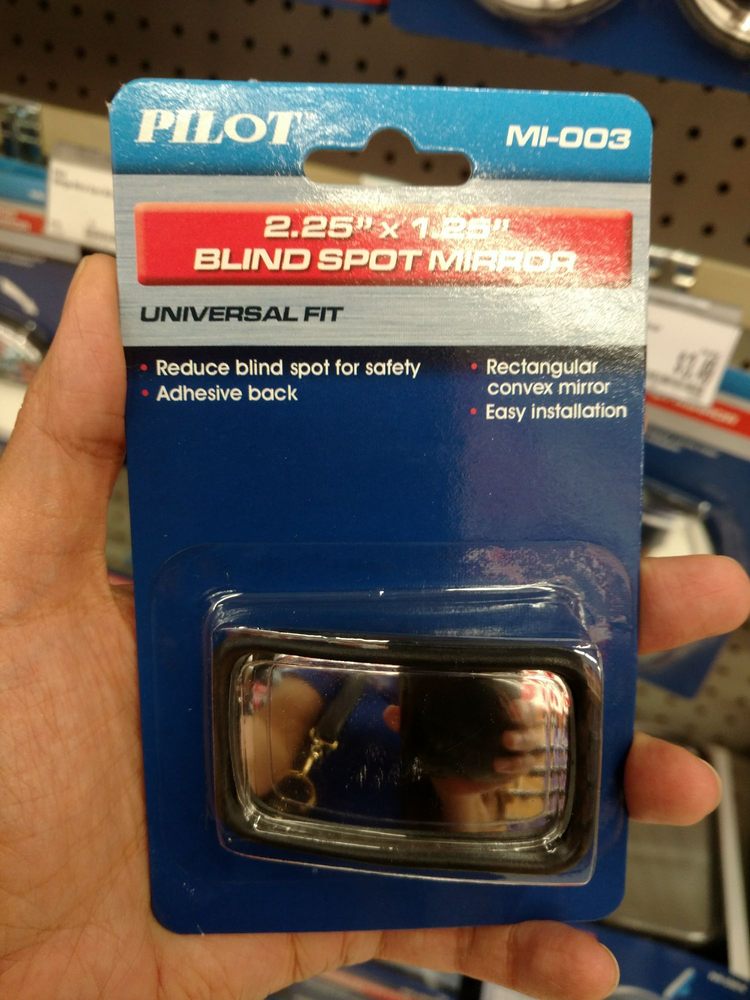 PILOT
MI-003
2.25" x 1.25"
BLIND SPOT MIRROR
UNIVERSAL FIT
• Reduce blind spot for safety
• Adhesive back
• Rectangular
convex mirror
• Easy installation